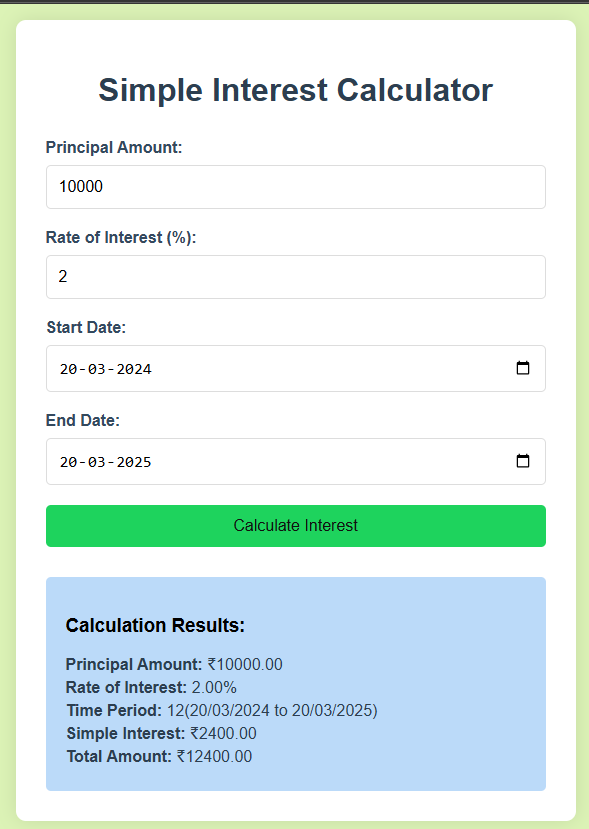 Simple Interest Calculator
Principal Amount:
10000
Rate of Interest (%):
2
Start Date:
20-03-2024
End Date:
20-03-2025
Calculate Interest
Calculation Results:
Principal Amount: ₹10000.00
Rate of Interest: 2.00%
Time Period: 12(20/03/2024 to 20/03/2025)
Simple Interest: ₹2400.00
Total Amount: ₹12400.00